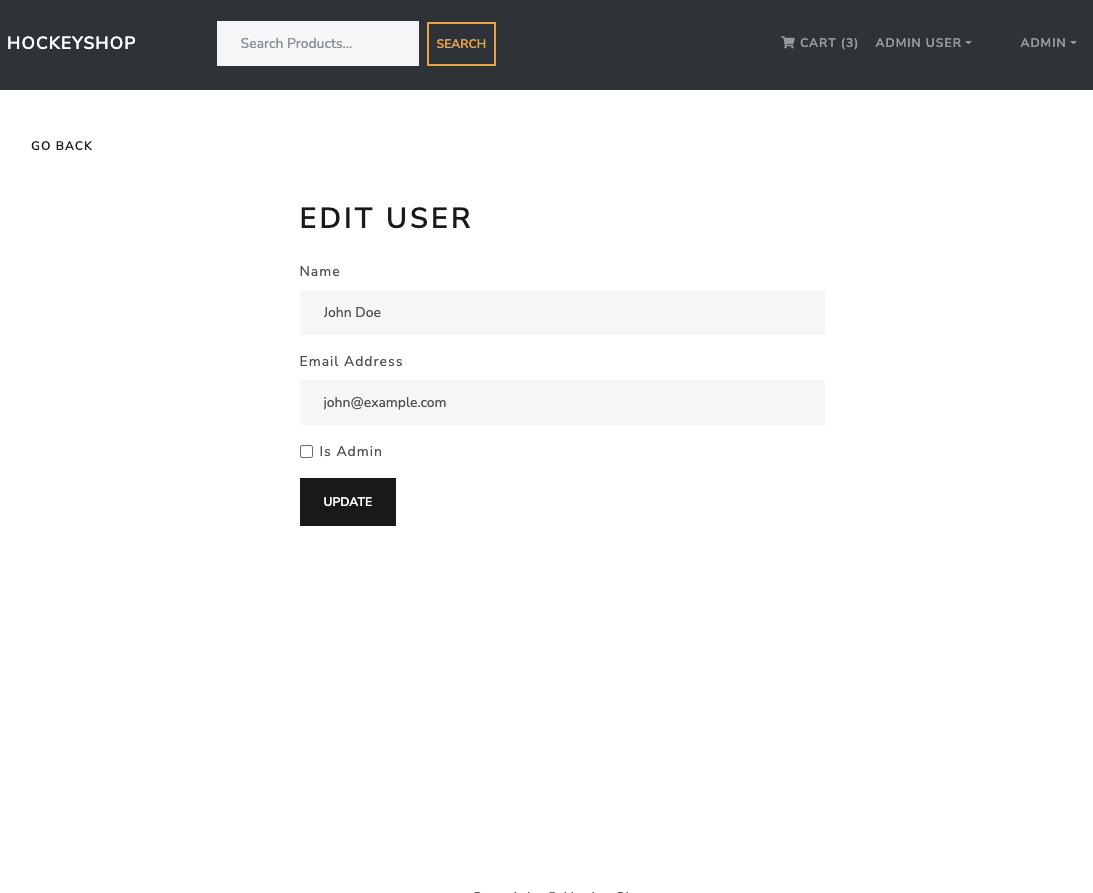 HOCKEYSHOP
Search Products...
SEARCH
CART (3)
ADMIN USER
ADMIN
GO BACK
EDIT USER
Name
John Doe
Email Address
john@example.com
Is Admin
UPDATE